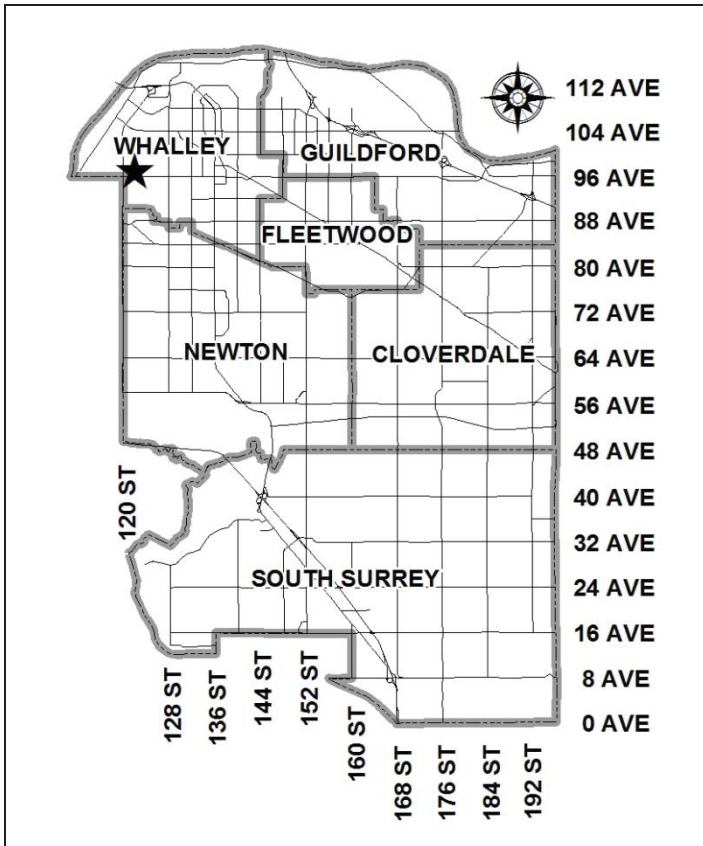 112 AVE
104 AVE
WHALLEY
GUILDFORD
96 AVE
88 AVE
FLEETWOOD
80 AVE
72 AVE
NEWTON
CLOVERDALE
64 AVE
56 AVE
48 AVE
120 ST
40 AVE
32 AVE
SOUTH SURREY
24 AVE
16 AVE
8 AVE
0 AVE
128 ST
136 ST
144 ST
152 ST
160 ST
168 ST
176 ST
184 ST
192 ST